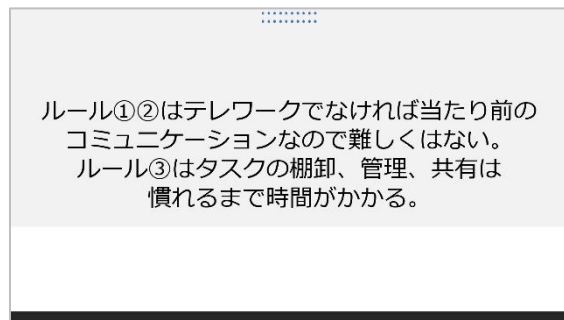 ルール①②はテレワークでなければ当たり前の
コミュニケーションなので難しくはない。
ルール③はタスクの棚卸、管理、共有は
慣れるまで時間がかかる。